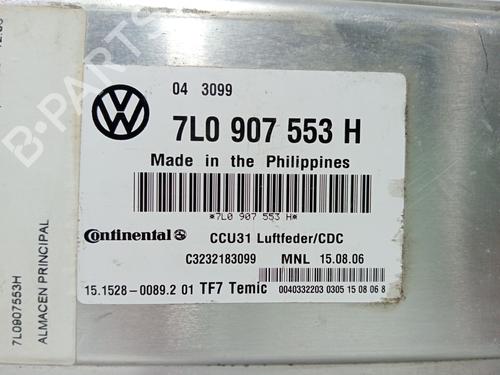 04 3099
7L0 907 553 H
Made in the Philippines
*7L0 907 553 H*
Continental
CCU31 Luftfeder/CDC
C3232183099
MNL 15.08.06
15.1528-0089.2 01 TF7 Temic
0040332203 0305 15 08 06 8
7L0907553H
ALMACEN PRINCIPAL
B-PARTS